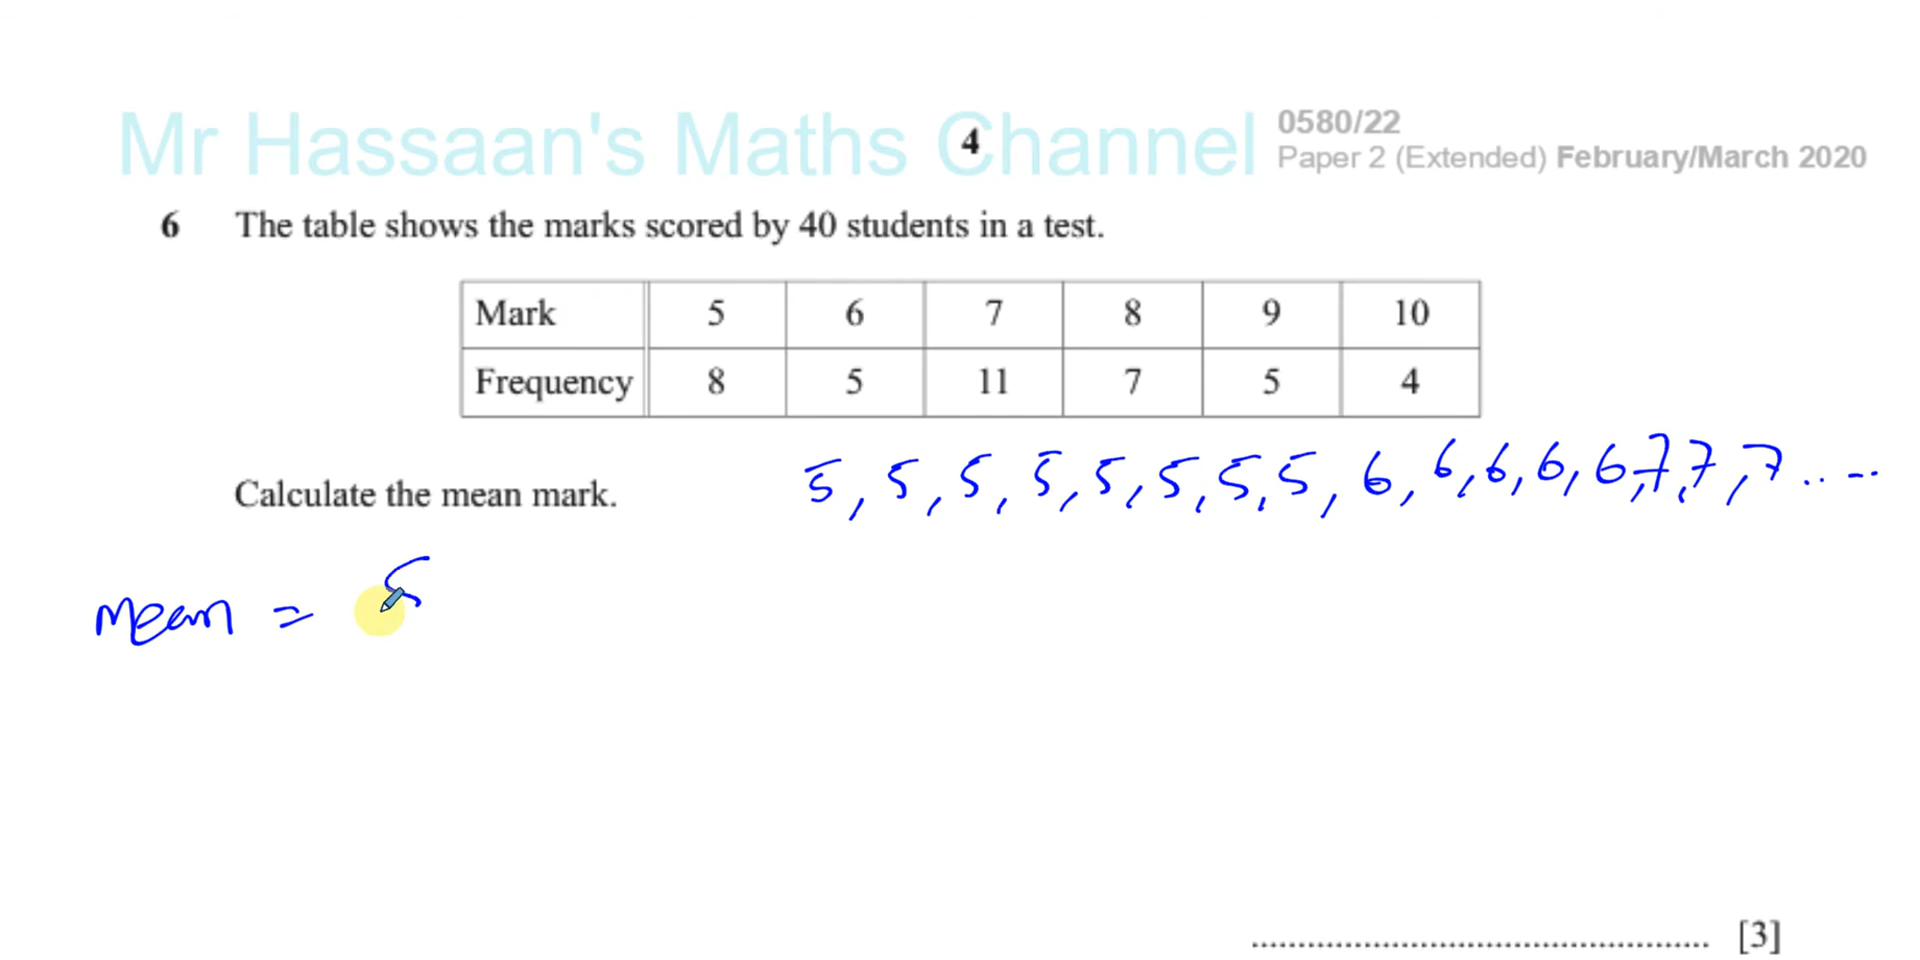 Mr Hassaan's Maths Channel
4
0580/22
Paper 2 (Extended) February/March 2020
6 The table shows the marks scored by 40 students in a test.
Mark 5 6 7 8 9 10
Frequency 8 5 11 7 5 4
5, 5, 5, 5, 5, 5, 5, 5, 6, 6, 6, 6, 6, 7, 7, 7 .. --
Calculate the mean mark.
mean = 5
.................................................. [3]